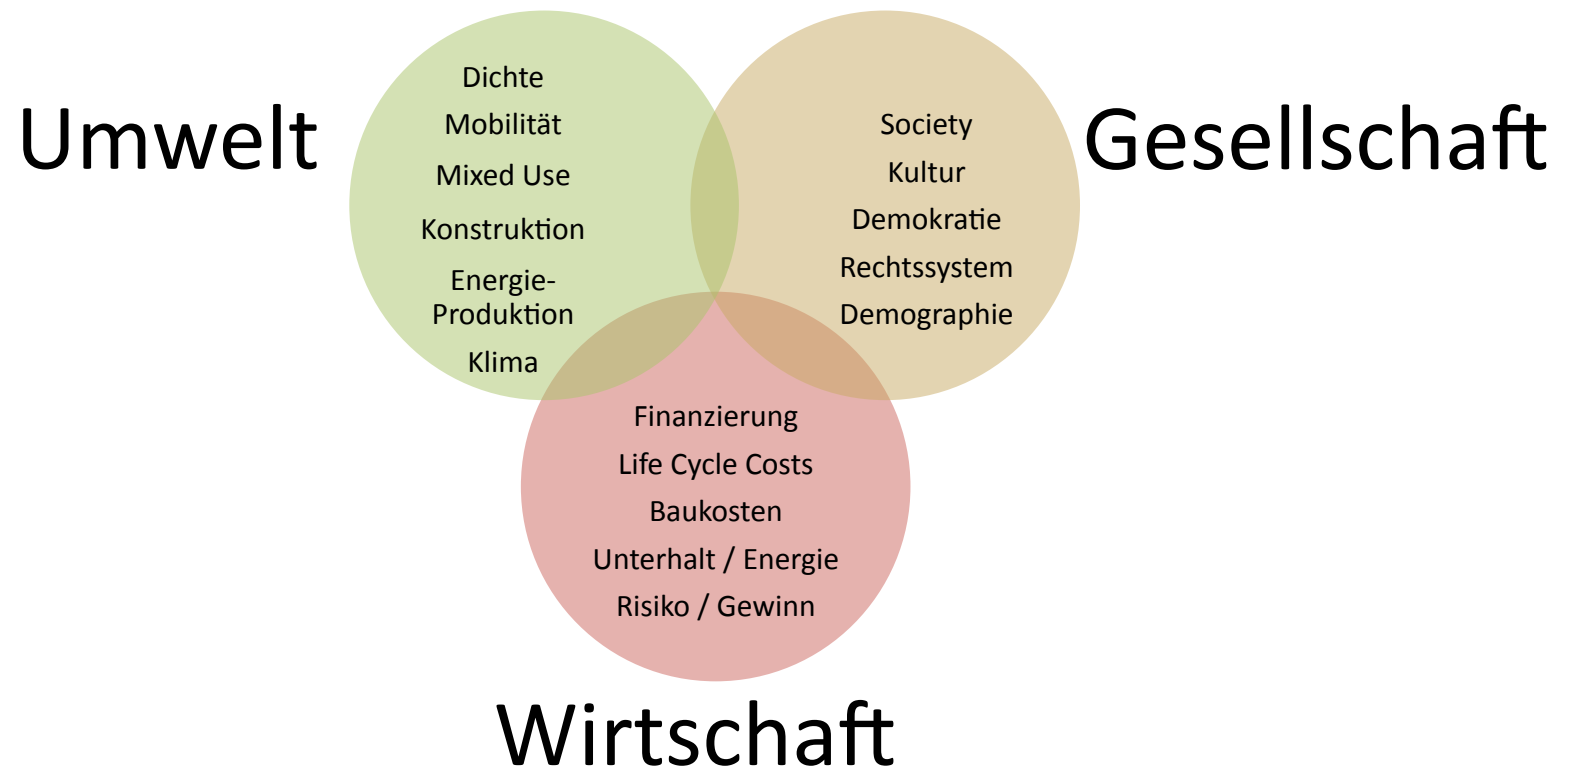 Umwelt
Dichte
Mobilität
Mixed Use
Konstruktion
Energie-
Produktion
Klima
Gesellschaft
Society
Kultur
Demokratie
Rechtssystem
Demographie
Finanzierung
Life Cycle Costs
Baukosten
Unterhalt / Energie
Risiko / Gewinn
Wirtschaft